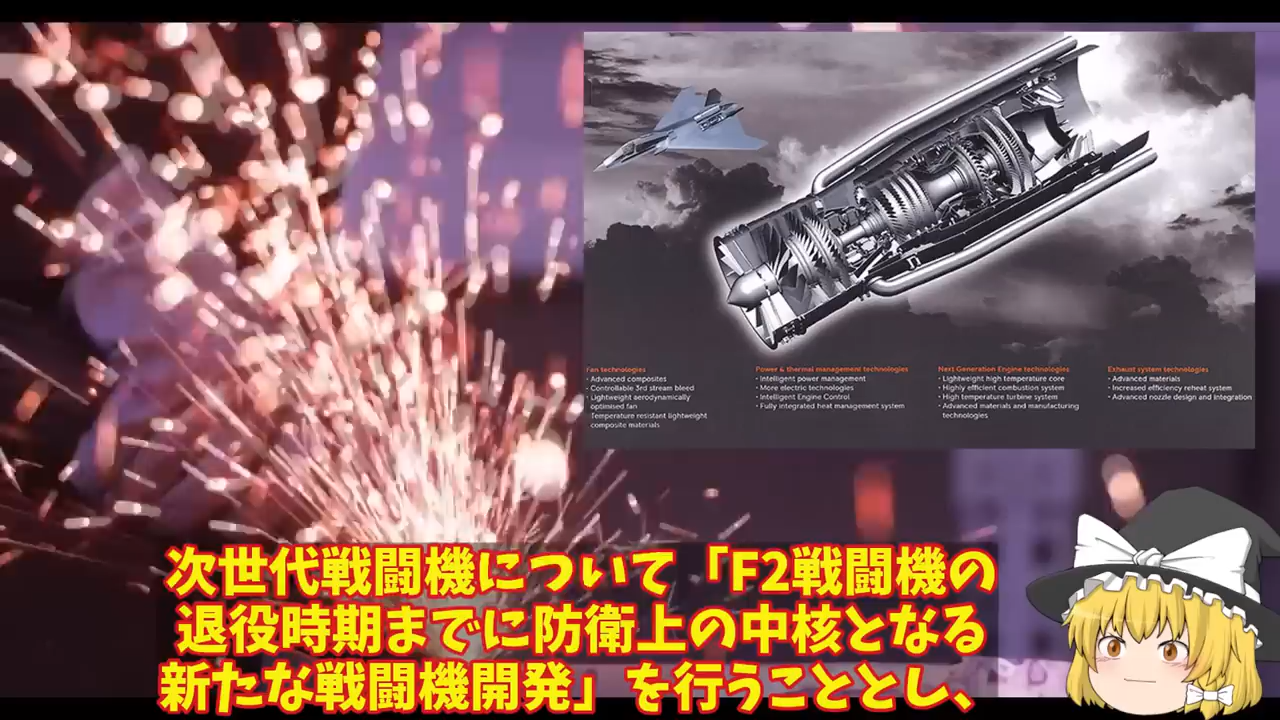 Fan technologies
- Advanced composites
- Controllable 3rd stream bleed
- Lightweight aerodynamically
optimised fan
Temperature resistant lightweight
composite materials
Power & thermal management technologies
- Intelligent power management
- More electric technologies
- Intelligent Engine Control
- Fully integrated heat management system
Next Generation Engine technologies
- Lightweight high temperature core
- Highly efficient combustion system
- High temperature turbine system
- Advanced materials and manufacturing
technologies
Exhaust system technologies
- Advanced materials
- Increased efficiency reheat system
- Advanced nozzle design and integration
次世代戦闘機について「F2戦闘機の
退役時期までに防衛上の中核となる
新たな戦闘機開発」を行うこととし、